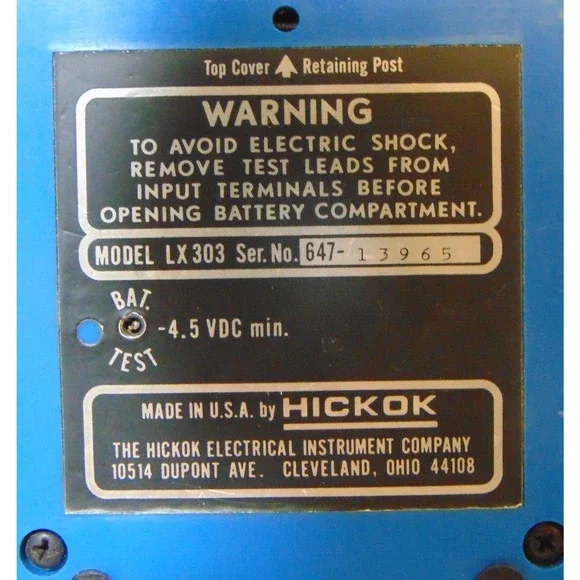 Top Cover Retaining Post
WARNING
TO AVOID ELECTRIC SHOCK,
REMOVE TEST LEADS FROM
INPUT TERMINALS BEFORE
OPENING BATTERY COMPARTMENT.
MODEL LX303 Ser. No. 647-13965
BAT.
-4.5 VDC min.
TEST
MADE IN U.S.A. by HICKOK
THE HICKOK ELECTRICAL INSTRUMENT COMPANY
10514 DUPONT AVE. CLEVELAND, OHIO 44108